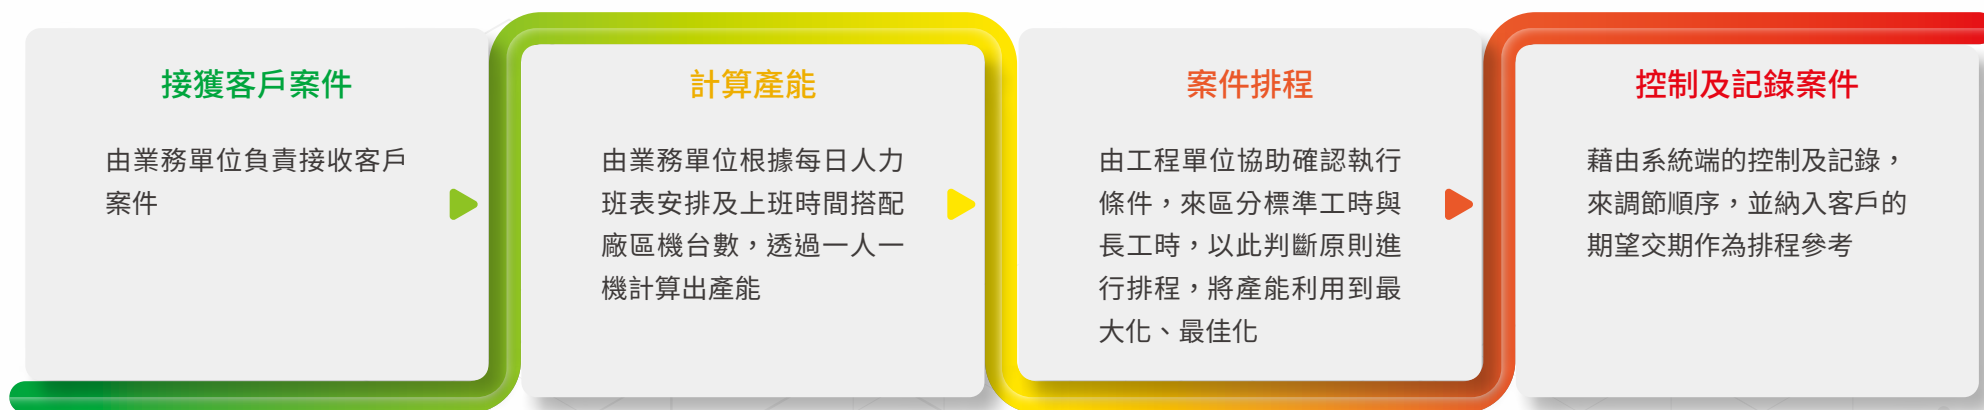 接獲客戶案件
由業務單位負責接收客戶
案件
計算產能
由業務單位根據每日人力
班表安排及上班時間搭配
廠區機台數，透過一人一
機計算出產能
案件排程
由工程單位協助確認執行
條件，來區分標準工時與
長工時，以此判斷原則進
行排程，將產能利用到最
大化、最佳化
控制及記錄案件
藉由系統端的控制及記錄，
來調節順序，並納入客戶的
期望交期作為排程參考